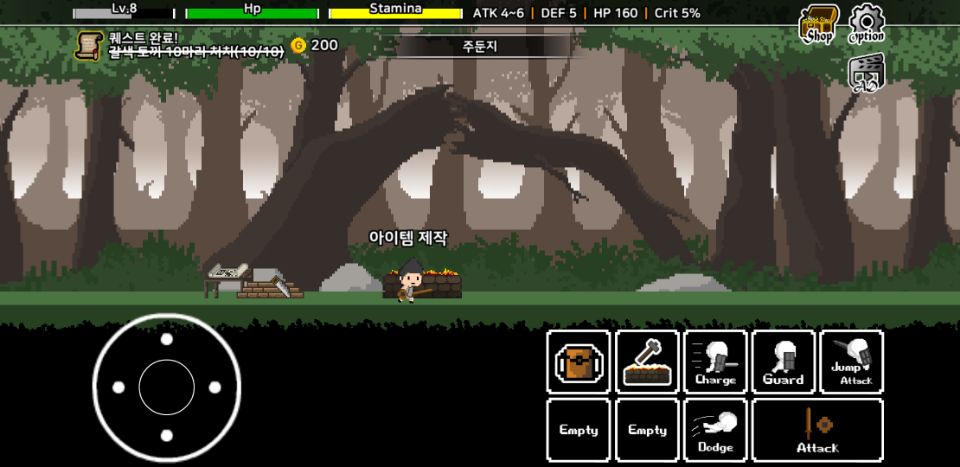 Lv.8
Hp
Stamina
ATK 4~6 | DEF 5 | HP 160 | Crit 5%
Shop
Option
퀘스트 완료!
갈색 토끼 10마리 처치(10/10)
G 200
주둔지
AD
아이템 제작
Charge
Guard
Jump
Attack
Empty
Empty
Dodge
Attack